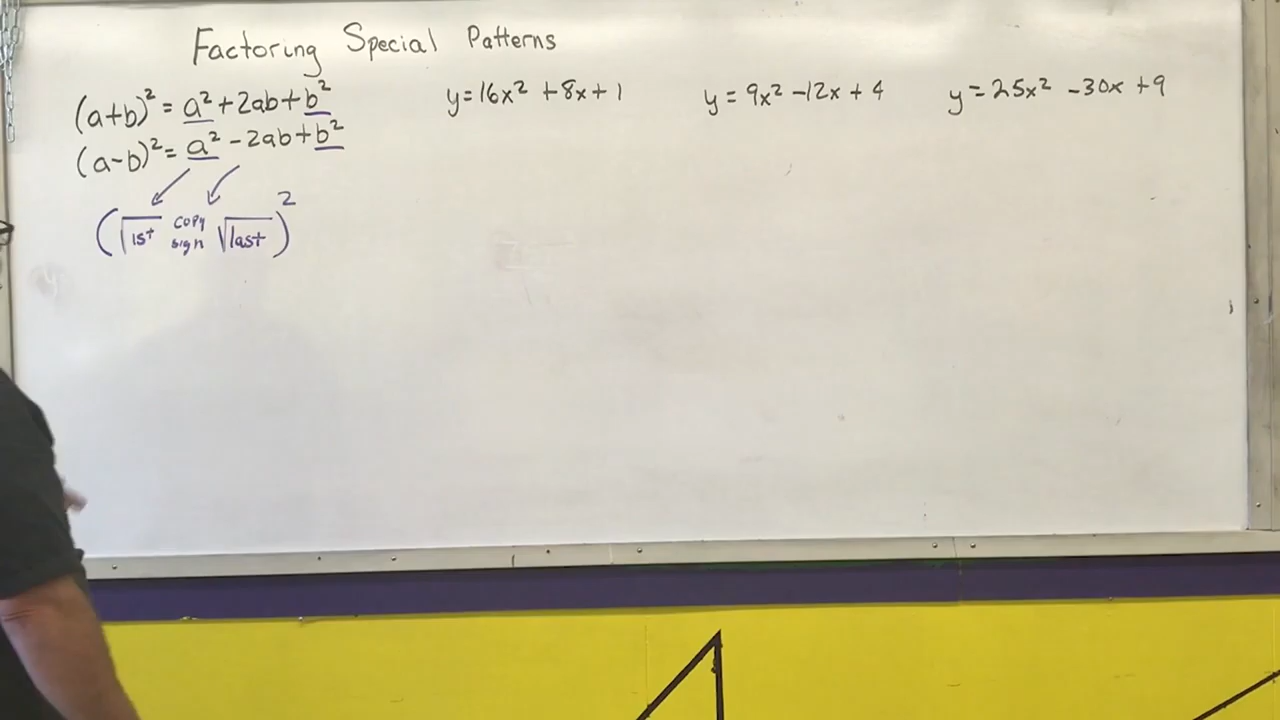 Factoring Special Patterns
(a+b)² = a² + 2ab + b²
(a-b)² = a² - 2ab + b²
(√1st copy sign √last)²
y = 16x² + 8x + 1
y = 9x² - 12x + 4
y = 25x² - 30x + 9